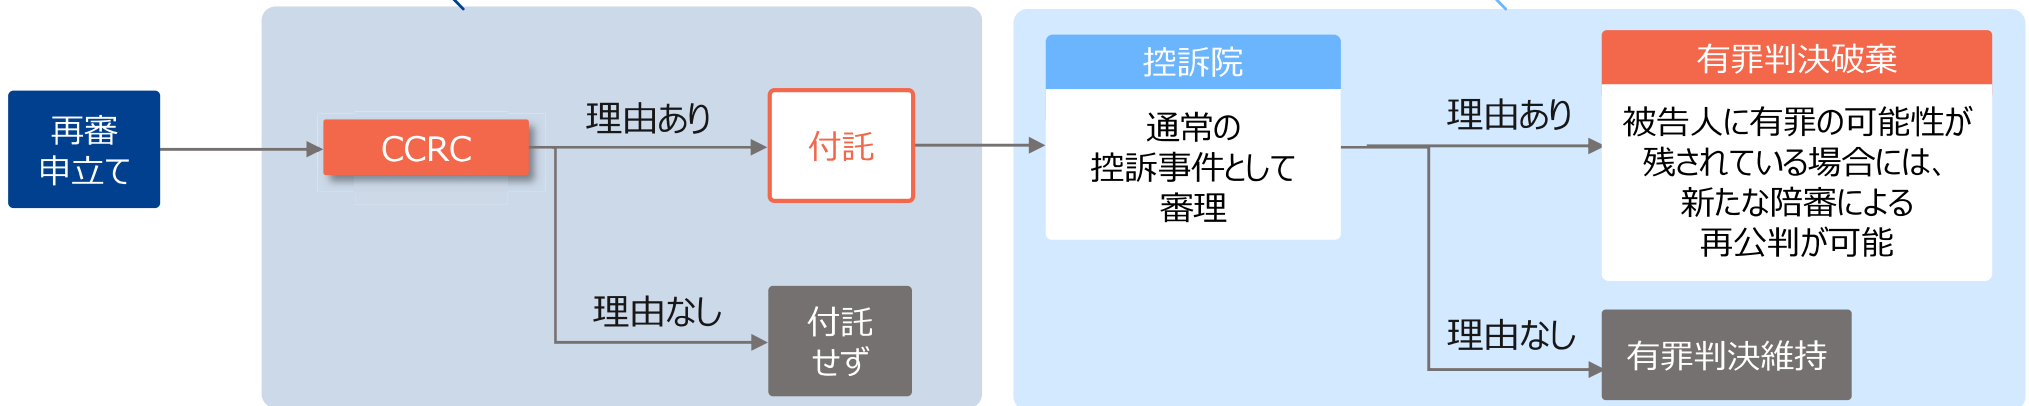 再審
申立て
CCRC
理由あり
付託
理由なし
付託
せず
控訴院
通常の
控訴事件として
審理
理由あり
有罪判決破棄
被告人に有罪の可能性が
残されている場合には、
新たな陪審による
再公判が可能
理由なし
有罪判決維持